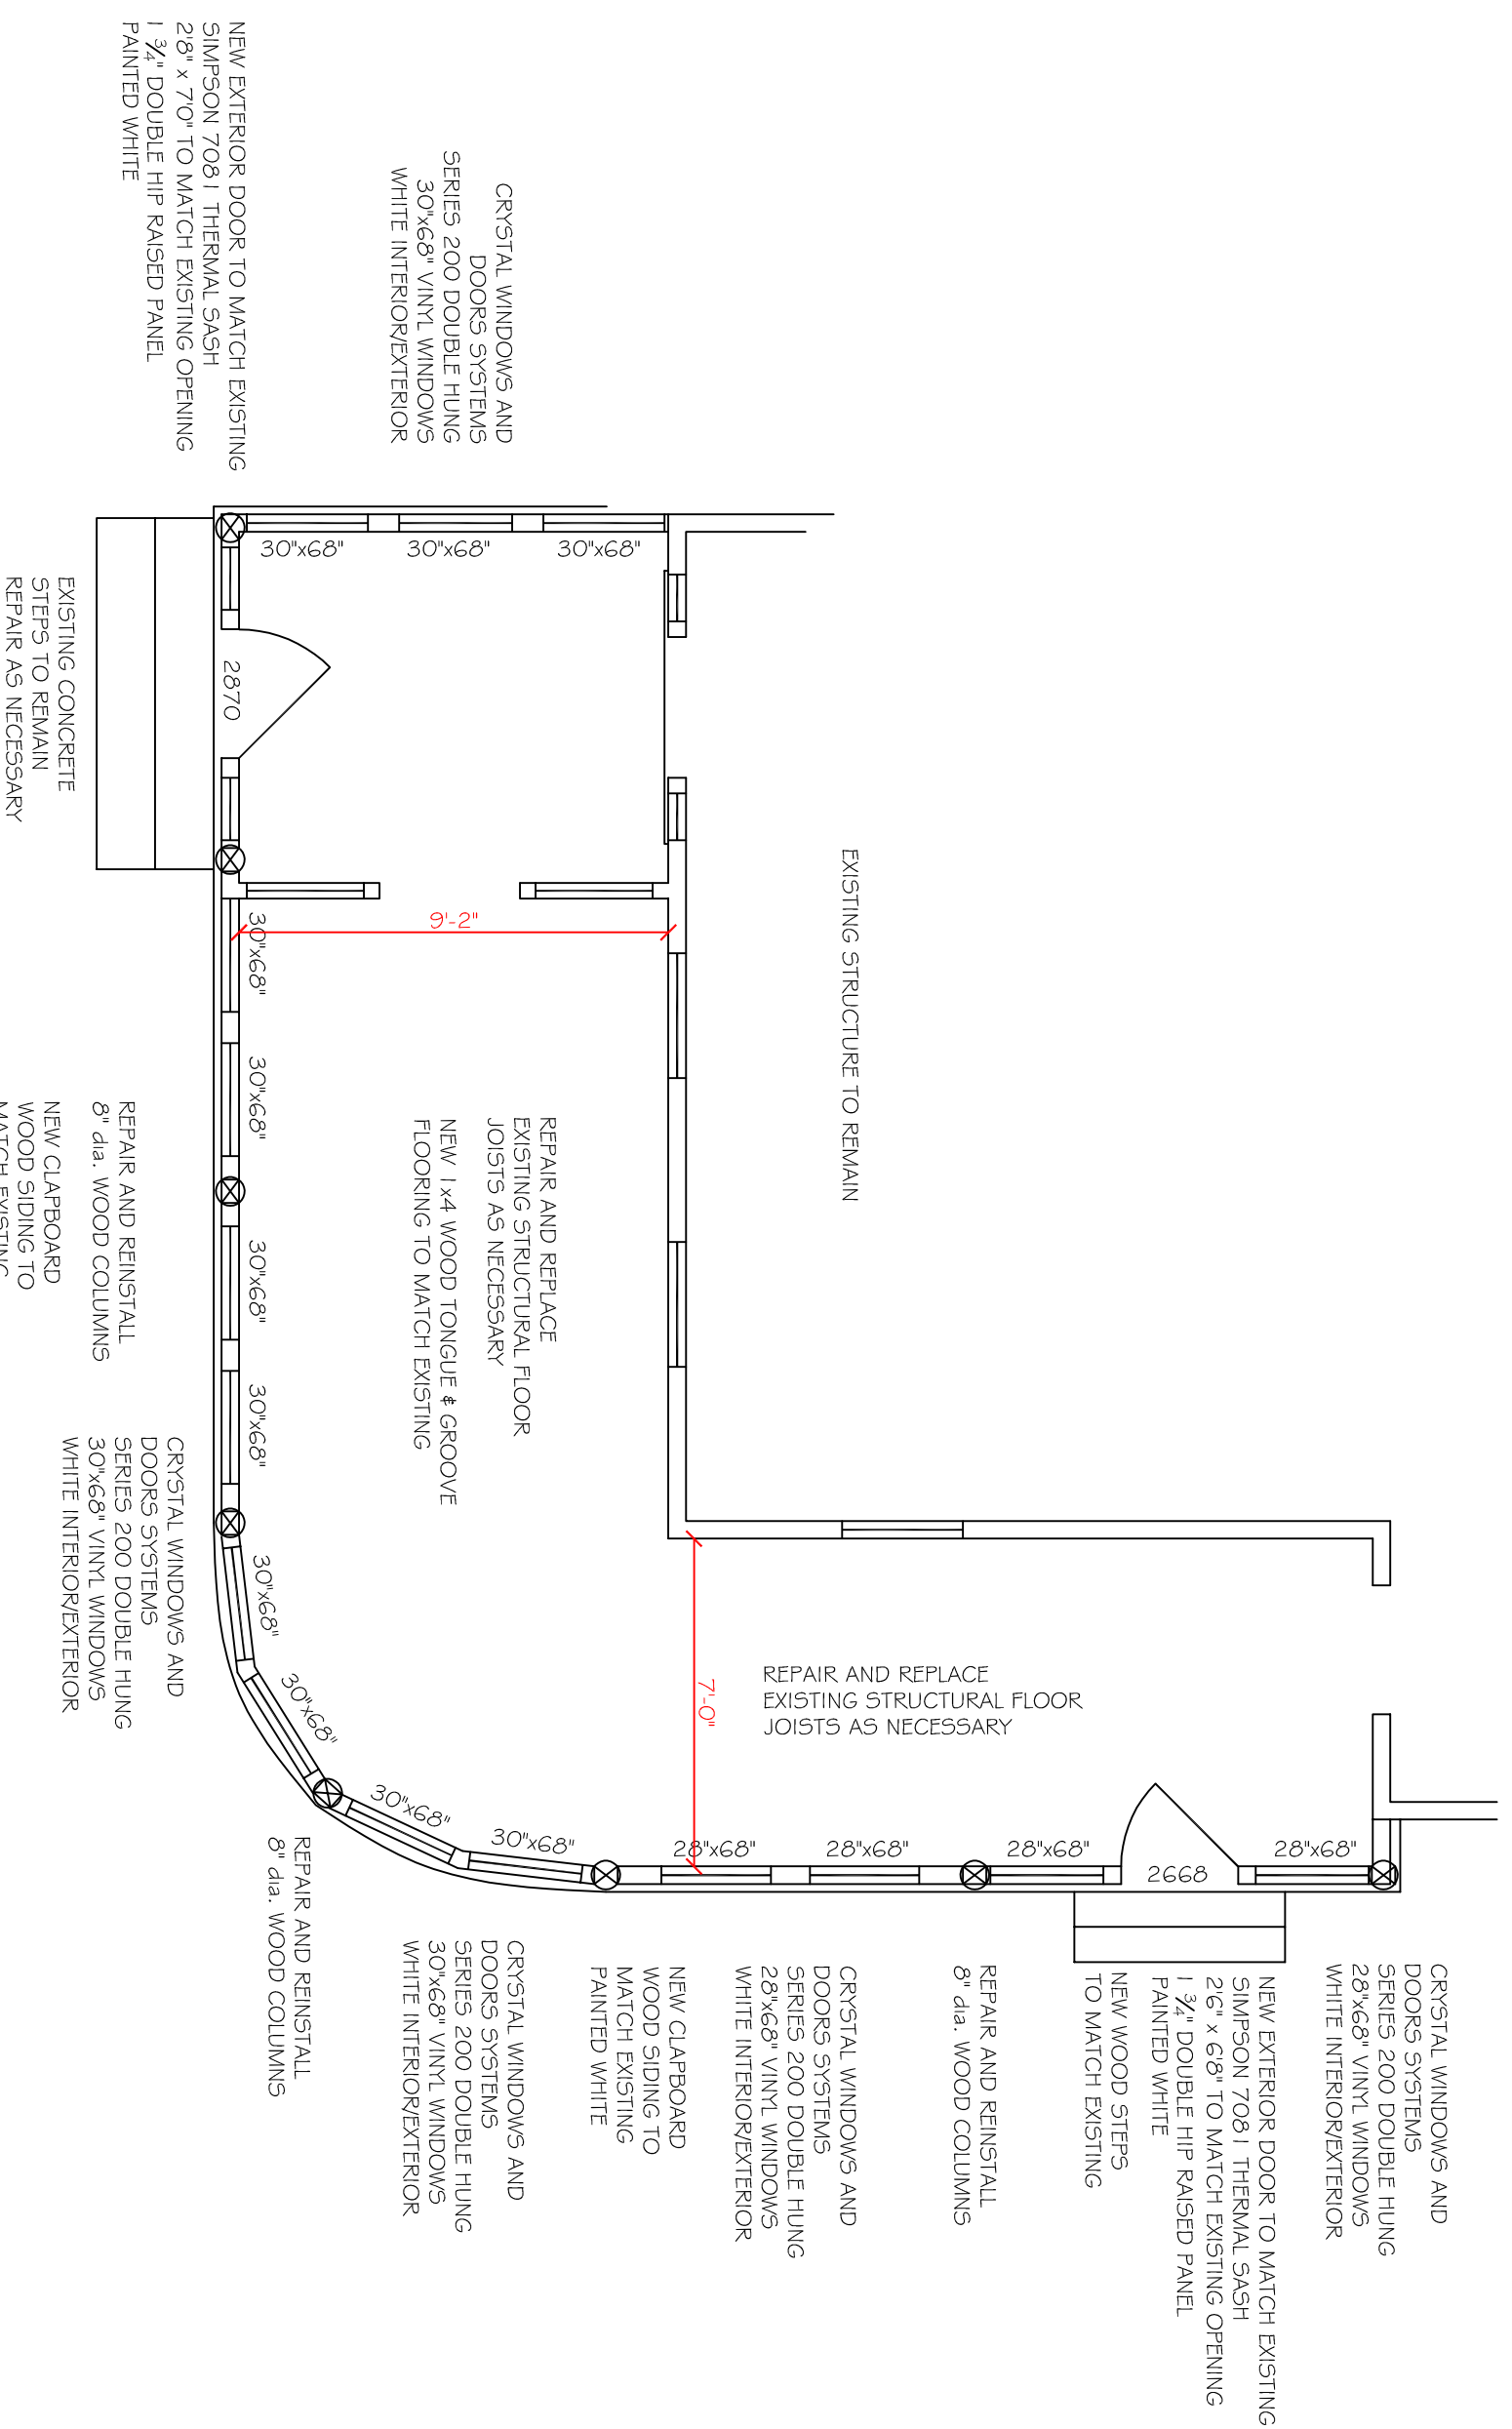 NEW EXTERIOR DOOR TO MATCH EXISTING
SIMPSON 7081 THERMAL SASH
2'8" x 7'0" TO MATCH EXISTING OPENING
1 ¾" DOUBLE HIP RAISED PANEL
PAINTED WHITE
CRYSTAL WINDOWS AND
DOORS SYSTEMS
SERIES 200 DOUBLE HUNG
30"x68" VINYL WINDOWS
WHITE INTERIOR/EXTERIOR
30"x68"
30"x68"
30"x68"
2870
EXISTING CONCRETE
STEPS TO REMAIN
REPAIR AS NECESSARY
9'-2"
EXISTING STRUCTURE TO REMAIN
30"x68"
30"x68"
30"x68"
30"x68"
REPAIR AND REPLACE
EXISTING STRUCTURAL FLOOR
JOISTS AS NECESSARY
NEW 1x4 WOOD TONGUE & GROOVE
FLOORING TO MATCH EXISTING
REPAIR AND REINSTALL
8" dia. WOOD COLUMNS
NEW CLAPBOARD
WOOD SIDING TO
MATCH EXISTING
CRYSTAL WINDOWS AND
DOORS SYSTEMS
SERIES 200 DOUBLE HUNG
30"x68" VINYL WINDOWS
WHITE INTERIOR/EXTERIOR
30"x68"
30"x68"
30"x68"
30"x68"
7'-0"
REPAIR AND REPLACE
EXISTING STRUCTURAL FLOOR
JOISTS AS NECESSARY
28"x68"
28"x68"
28"x68"
2668
28"x68"
REPAIR AND REINSTALL
8" dia. WOOD COLUMNS
CRYSTAL WINDOWS AND
DOORS SYSTEMS
SERIES 200 DOUBLE HUNG
30"x68" VINYL WINDOWS
WHITE INTERIOR/EXTERIOR
NEW CLAPBOARD
WOOD SIDING TO
MATCH EXISTING
PAINTED WHITE
CRYSTAL WINDOWS AND
DOORS SYSTEMS
SERIES 200 DOUBLE HUNG
28"x68" VINYL WINDOWS
WHITE INTERIOR/EXTERIOR
REPAIR AND REINSTALL
8" dia. WOOD COLUMNS
NEW WOOD STEPS
TO MATCH EXISTING
NEW EXTERIOR DOOR TO MATCH EXISTING
SIMPSON 7081 THERMAL SASH
2'6" x 6'8" TO MATCH EXISTING OPENING
1 ¾" DOUBLE HIP RAISED PANEL
PAINTED WHITE
CRYSTAL WINDOWS AND
DOORS SYSTEMS
SERIES 200 DOUBLE HUNG
28"x68" VINYL WINDOWS
WHITE INTERIOR/EXTERIOR